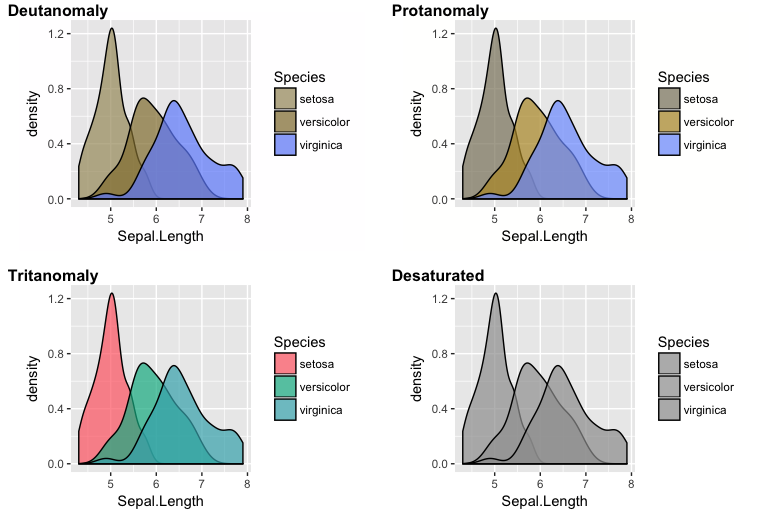 Deutanomaly
1.2
0.8
0.4
0.0
density
5 6 7 8
Sepal.Length
Species
setosa
versicolor
virginica
Protanomaly
1.2
0.8
0.4
0.0
density
5 6 7 8
Sepal.Length
Species
setosa
versicolor
virginica
Tritanomaly
1.2
0.8
0.4
0.0
density
5 6 7 8
Sepal.Length
Species
setosa
versicolor
virginica
Desaturated
1.2
0.8
0.4
0.0
density
5 6 7 8
Sepal.Length
Species
setosa
versicolor
virginica